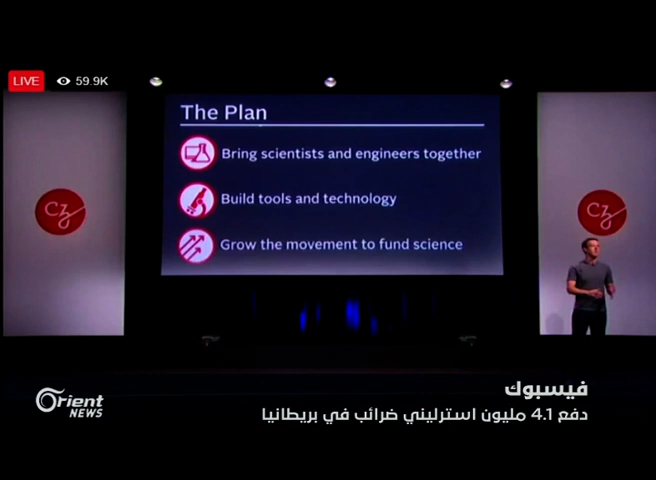 LIVE 59.9K
The Plan
Bring scientists and engineers together
Build tools and technology
Grow the movement to fund science
CZ
CZ
Orient
NEWS
فيسبوك
دفع 4.1 مليون استرليني ضرائب في بريطانيا